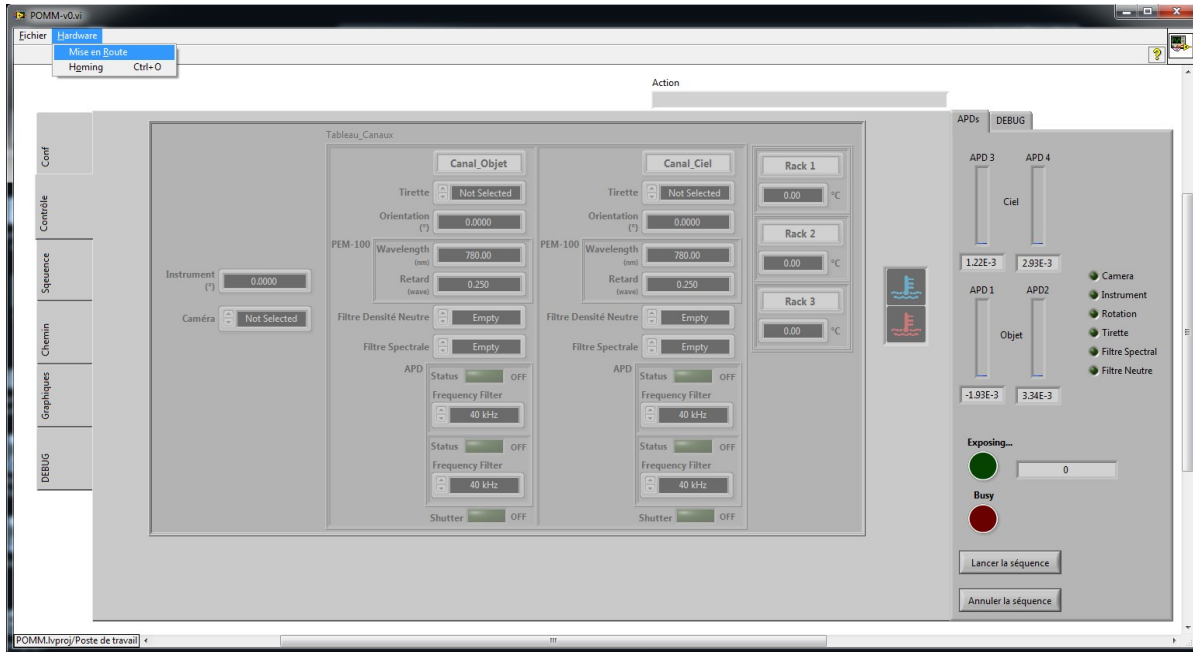 POMM-v0.vi
Fichier Hardware
Mise en Route
Homing Ctrl+O
Action
Conf
Contrôle
Sqeuence
Chemin
Graphiques
DEBUG
Tableau_Canaux
Instrument (°) 0.0000
Caméra Not Selected
Canal_Objet
Tirette Not Selected
Orientation (°) 0.0000
PEM-100
Wavelength (nm) 780.00
Retard (wave) 0.250
Filtre Densité Neutre Empty
Filtre Spectrale Empty
APD
Status OFF
Frequency Filter
40 kHz
Status OFF
Frequency Filter
40 kHz
Shutter OFF
Canal_Ciel
Tirette Not Selected
Orientation (°) 0.0000
PEM-100
Wavelength (nm) 780.00
Retard (wave) 0.250
Filtre Densité Neutre Empty
Filtre Spectrale Empty
APD
Status OFF
Frequency Filter
40 kHz
Status OFF
Frequency Filter
40 kHz
Shutter OFF
Rack 1
0.00 °C
Rack 2
0.00 °C
Rack 3
0.00 °C
APDs DEBUG
APD 3 APD 4
Ciel
1.22E-3 2.93E-3
APD 1 APD2
Objet
-1.93E-3 3.34E-3
Camera
Instrument
Rotation
Tirette
Filtre Spectral
Filtre Neutre
Exposing...
0
Busy
Lancer la séquence
Annuler la séquence
POMM.lvproj/Poste de travail